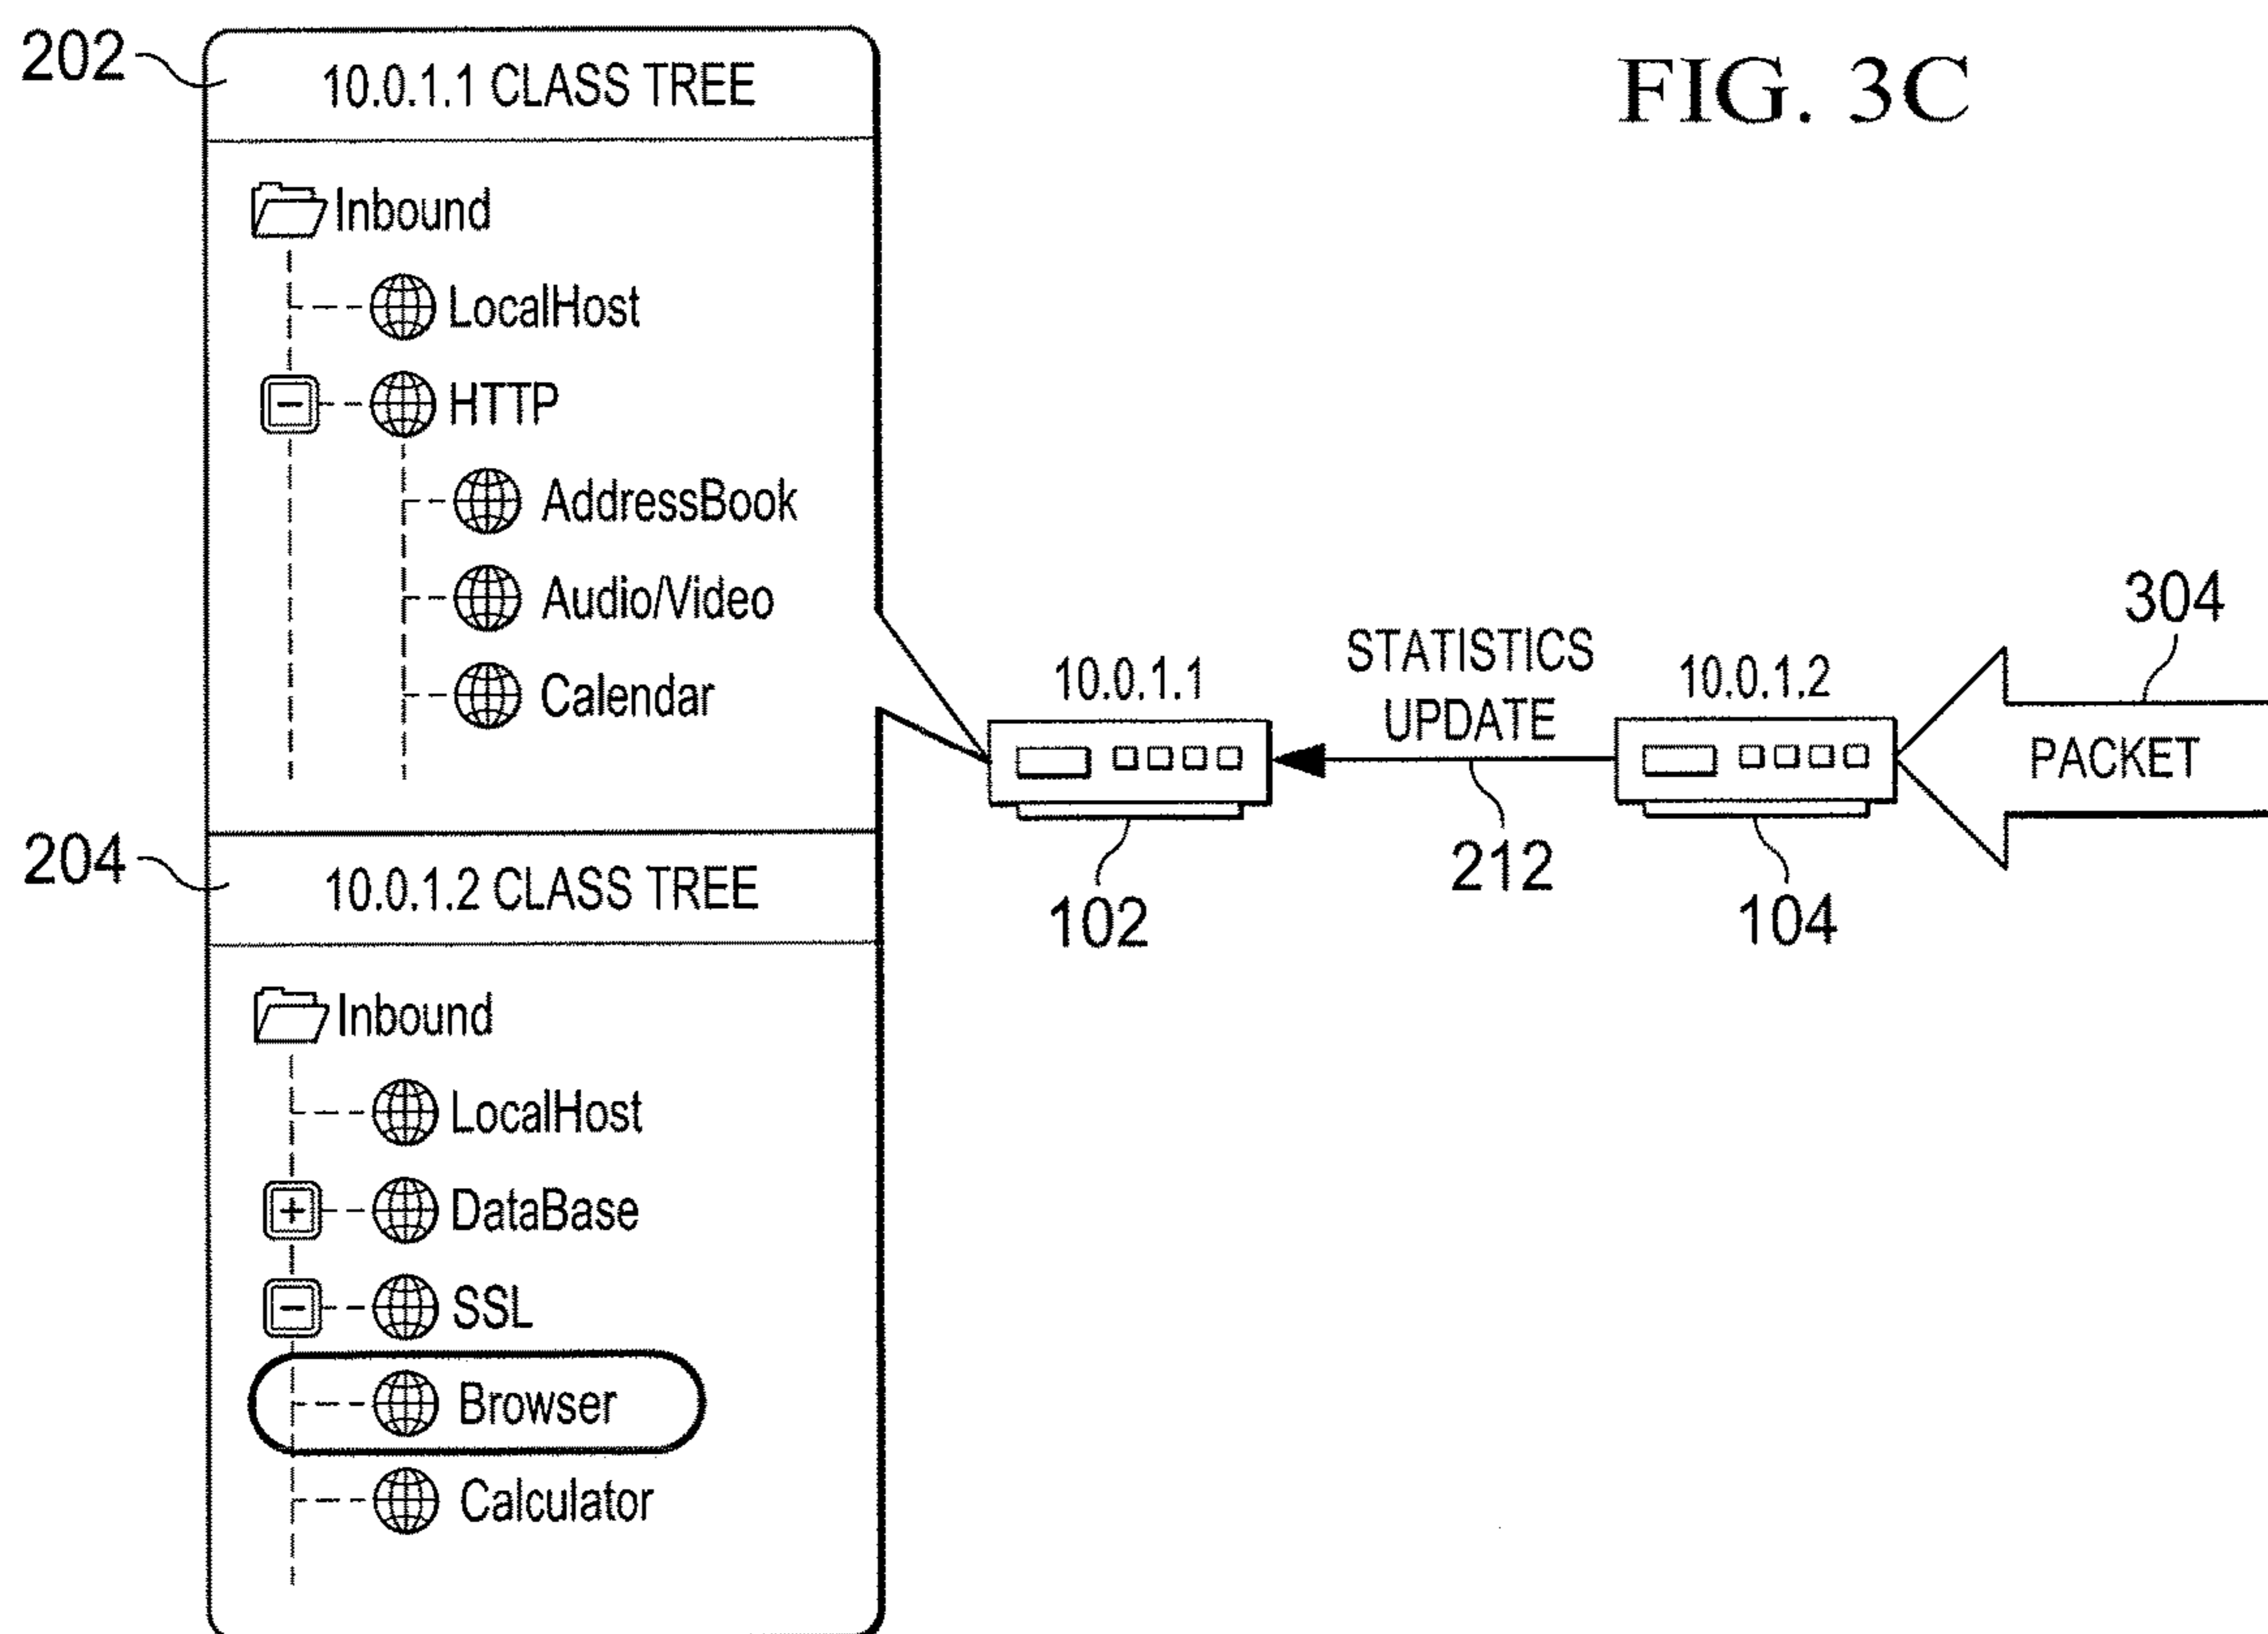 FIG. 3C
202
10.0.1.1 CLASS TREE
Inbound
LocalHost
HTTP
AddressBook
Audio/Video
Calendar
204
10.0.1.2 CLASS TREE
Inbound
LocalHost
DataBase
SSL
Browser
Calculator
10.0.1.1
102
STATISTICS
UPDATE
212
10.0.1.2
104
304
PACKET